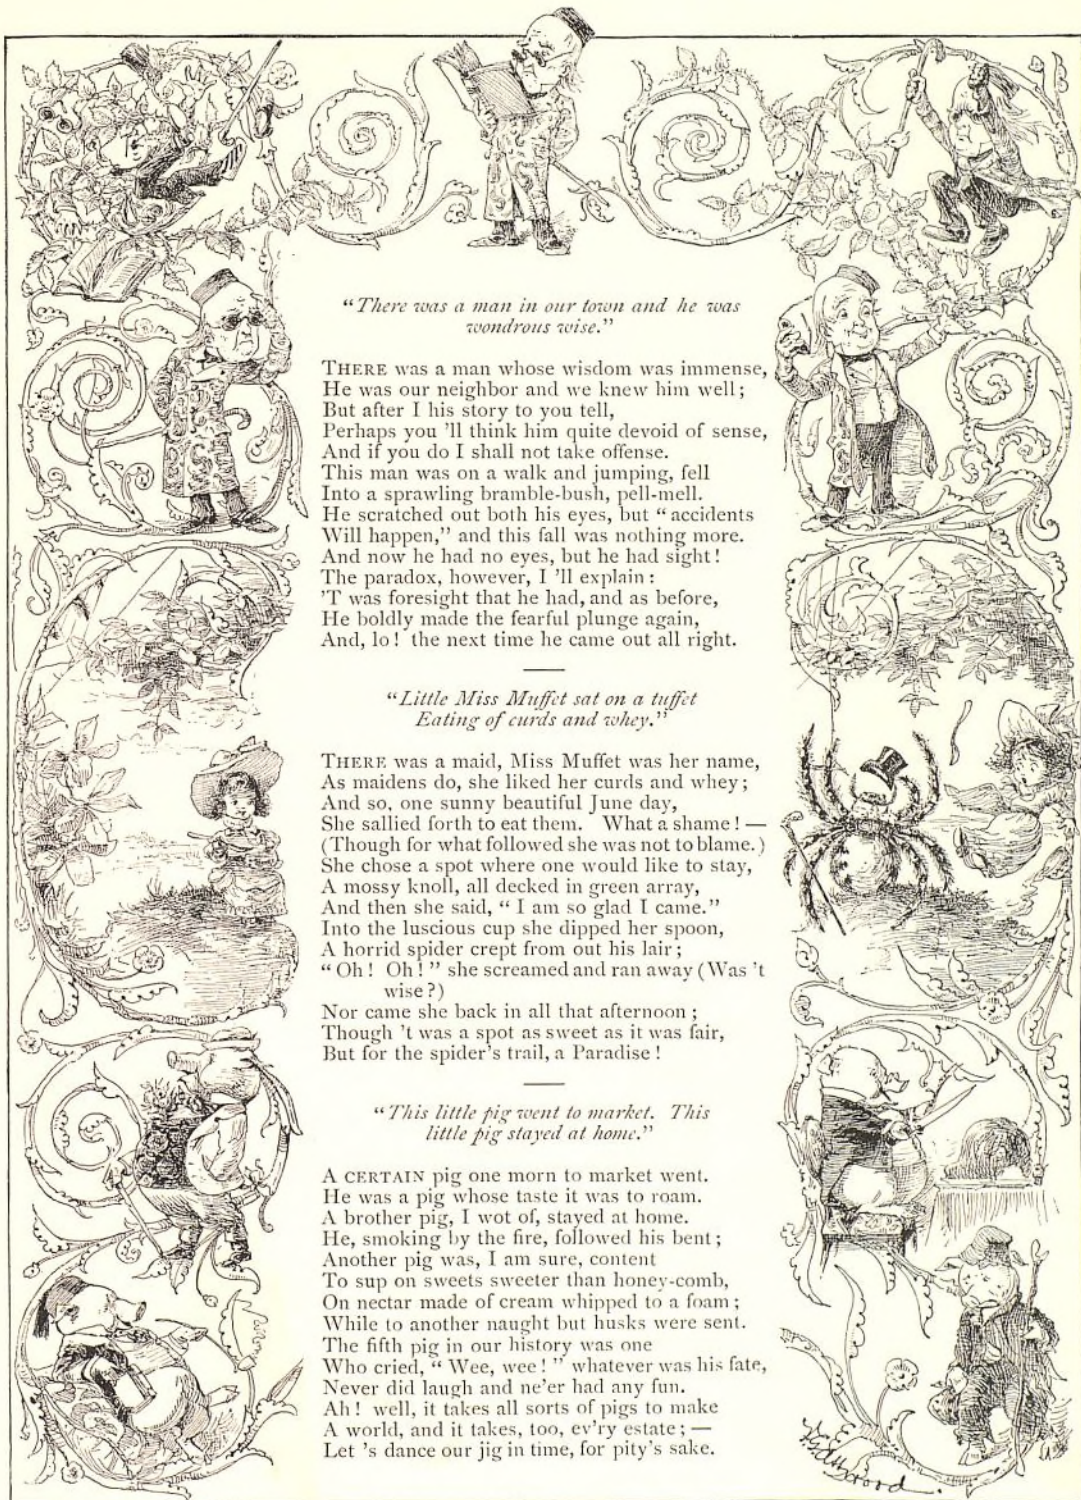 "There was a man in our town and he was
wondrous wise."
THERE was a man whose wisdom was immense,
He was our neighbor and we knew him well;
But after I his story to you tell,
Perhaps you 'll think him quite devoid of sense,
And if you do I shall not take offense.
This man was on a walk and jumping, fell
Into a sprawling bramble-bush, pell-mell.
He scratched out both his eyes, but "accidents
Will happen," and this fall was nothing more.
And now he had no eyes, but he had sight!
The paradox, however, I 'll explain:
'T was foresight that he had, and as before,
He boldly made the fearful plunge again,
And, lo! the next time he came out all right.
"Little Miss Muffet sat on a tuffet
Eating of curds and whey."
THERE was a maid, Miss Muffet was her name,
As maidens do, she liked her curds and whey;
And so, one sunny beautiful June day,
She sallied forth to eat them. What a shame! —
(Though for what followed she was not to blame.)
She chose a spot where one would like to stay,
A mossy knoll, all decked in green array,
And then she said, "I am so glad I came."
Into the luscious cup she dipped her spoon,
A horrid spider crept from out his lair;
"Oh! Oh!" she screamed and ran away (Was 't
wise?)
Nor came she back in all that afternoon;
Though 't was a spot as sweet as it was fair,
But for the spider's trail, a Paradise!
"This little pig went to market. This
little pig stayed at home."
A CERTAIN pig one morn to market went.
He was a pig whose taste it was to roam.
A brother pig, I wot of, stayed at home.
He, smoking by the fire, followed his bent;
Another pig was, I am sure, content
To sup on sweets sweeter than honey-comb,
On nectar made of cream whipped to a foam;
While to another naught but husks were sent.
The fifth pig in our history was one
Who cried, "Wee, wee!" whatever was his fate,
Never did laugh and ne'er had any fun.
Ah! well, it takes all sorts of pigs to make
A world, and it takes, too, ev'ry estate; —
Let 's dance our jig in time, for pity's sake.